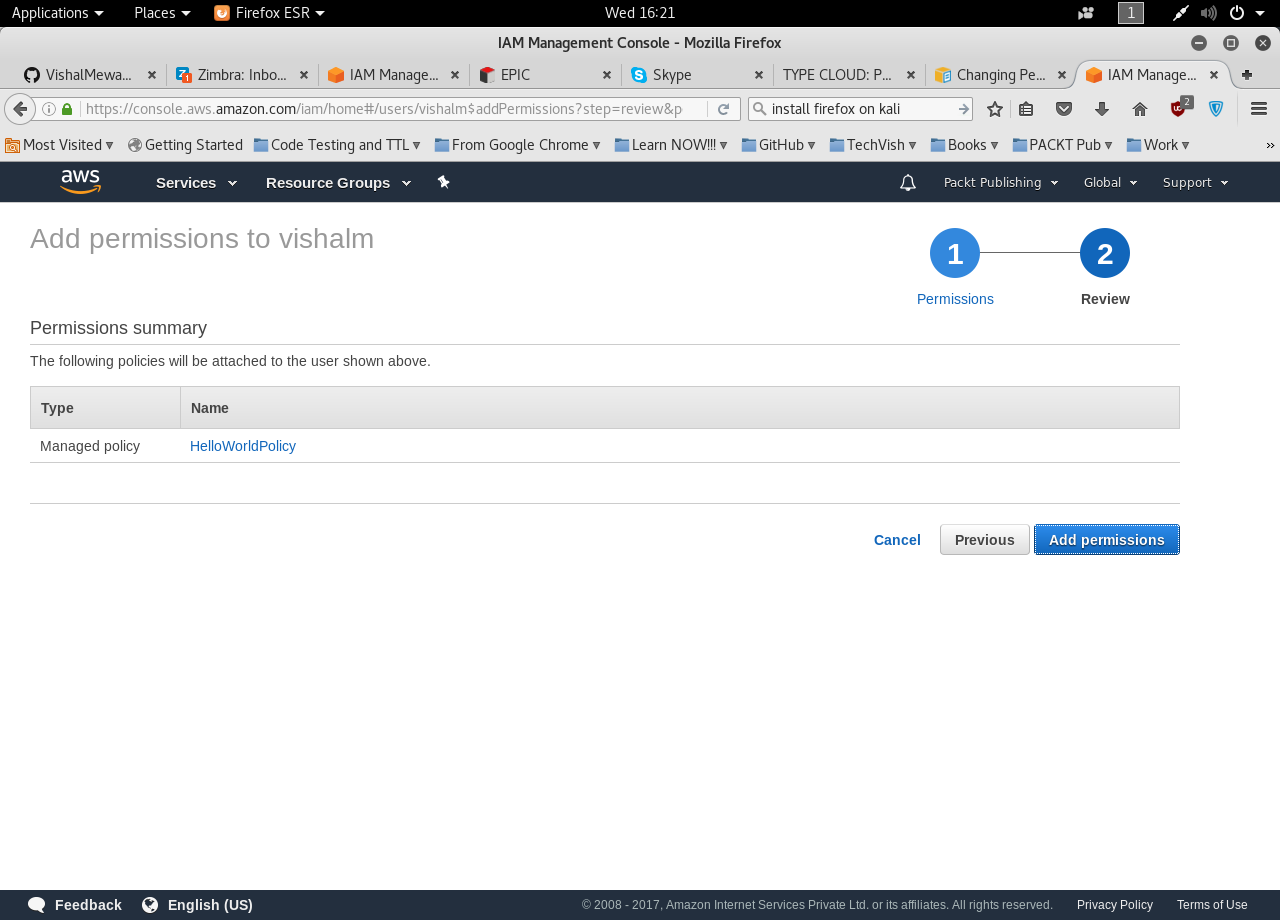 Applications Places Firefox ESR Wed 16:21 1
IAM Management Console - Mozilla Firefox
VishalMewa... Zimbra: Inbo... IAM Manage... EPIC Skype TYPE CLOUD: P... Changing Pe... IAM Manage...
https://console.aws.amazon.com/iam/home#/users/vishalm$addPermissions?step=review&p install firefox on kali 2
Most Visited Getting Started Code Testing and TTL From Google Chrome Learn NOW!!! GitHub TechVish Books PACKT Pub Work »
aws Services Resource Groups Packt Publishing Global Support
Add permissions to vishalm
1 2
Permissions Review
Permissions summary
The following policies will be attached to the user shown above.
Type Name
Managed policy HelloWorldPolicy
Cancel Previous Add permissions
Feedback English (US) © 2008 - 2017, Amazon Internet Services Private Ltd. or its affiliates. All rights reserved. Privacy Policy Terms of Use